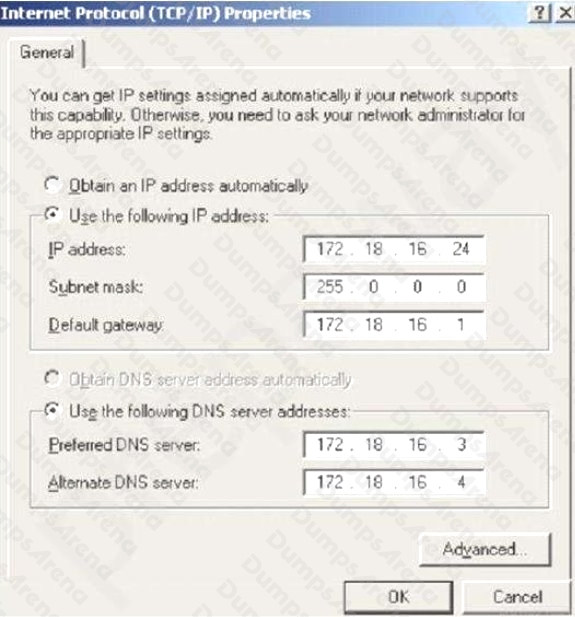 Internet Protocol (TCP/IP) Properties
General
You can get IP settings assigned automatically if your network supports
this capability. Otherwise, you need to ask your network administrator for
the appropriate IP settings.
Obtain an IP address automatically
Use the following IP address:
IP address: 172 . 18 . 16 . 24
Subnet mask: 255 . 0 . 0 . 0
Default gateway: 172 . 18 . 16 . 1
Obtain DNS server address automatically
Use the following DNS server addresses:
Preferred DNS server: 172 . 18 . 16 . 3
Alternate DNS server: 172 . 18 . 16 . 4
Advanced...
OK Cancel
DumpsArena